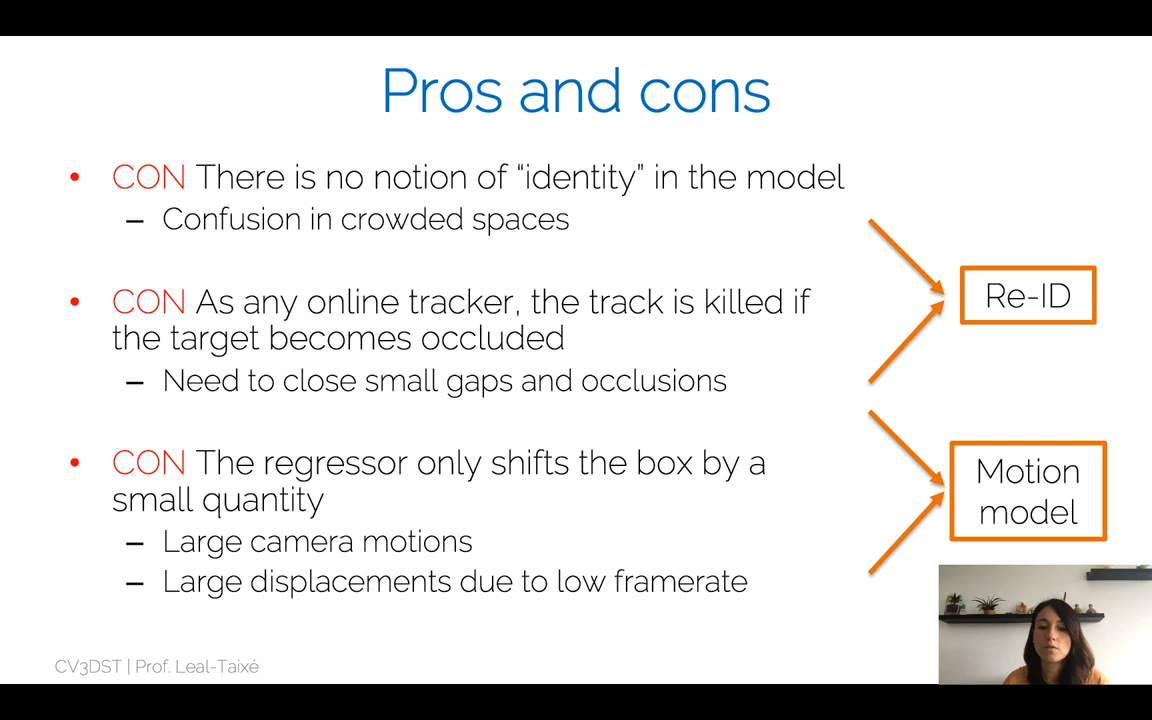 Pros and cons
• CON There is no notion of “identity” in the model
– Confusion in crowded spaces
• CON As any online tracker, the track is killed if
the target becomes occluded
– Need to close small gaps and occlusions
Re-ID
• CON The regressor only shifts the box by a
small quantity
– Large camera motions
– Large displacements due to low framerate
Motion
model
CV3DST | Prof. Leal-Taixé